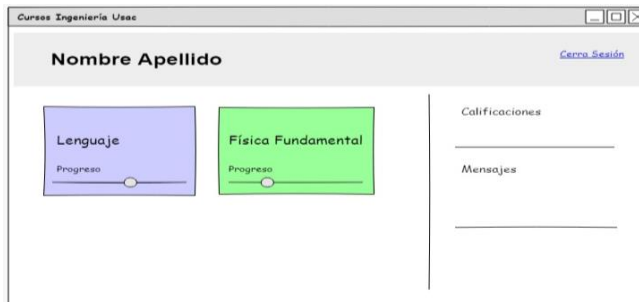 Cursos Ingeniería Usac
Nombre Apellido
Cerra Sesión
Lenguaje
Progreso
Física Fundamental
Progreso
Calificaciones
Mensajes